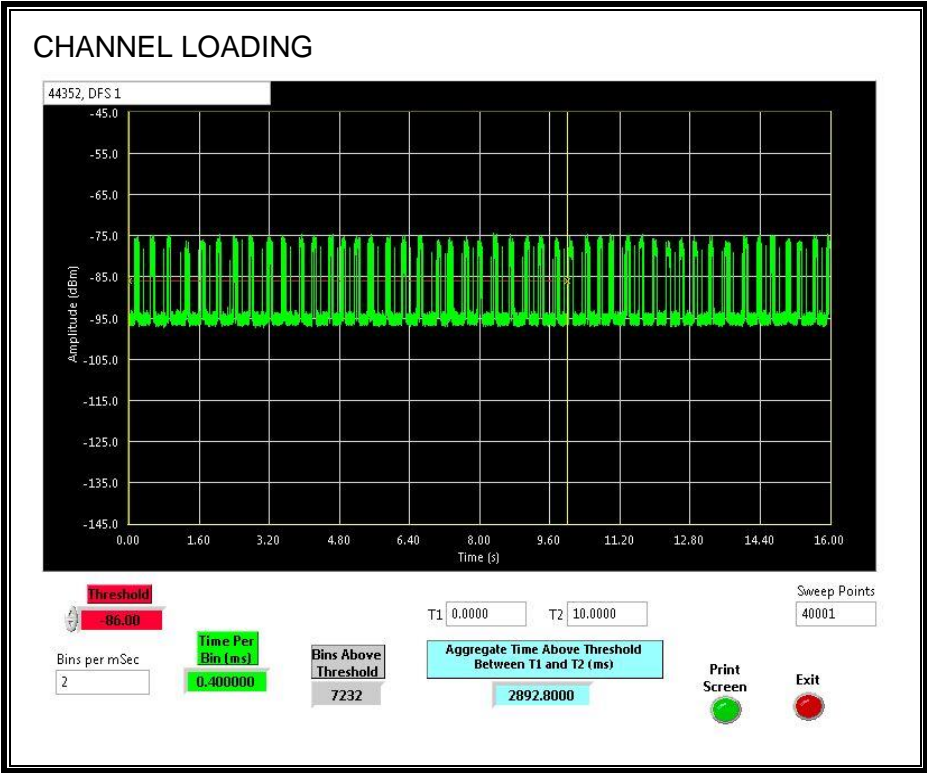 CHANNEL LOADING
44352, DFS 1
-45.0
-55.0
-65.0
-75.0
-85.0
-95.0
-105.0
-115.0
-125.0
-135.0
-145.0
Amplitude (dBm)
0.00 1.60 3.20 4.80 6.40 8.00 9.60 11.20 12.80 14.40 16.00
Time (s)
Threshold
-86.00
Bins per mSec
2
Time Per
Bin (ms)
0.400000
Bins Above
Threshold
7232
T1 0.0000 T2 10.0000
Aggregate Time Above Threshold
Between T1 and T2 (ms)
2892.8000
Sweep Points
40001
Print
Screen
Exit